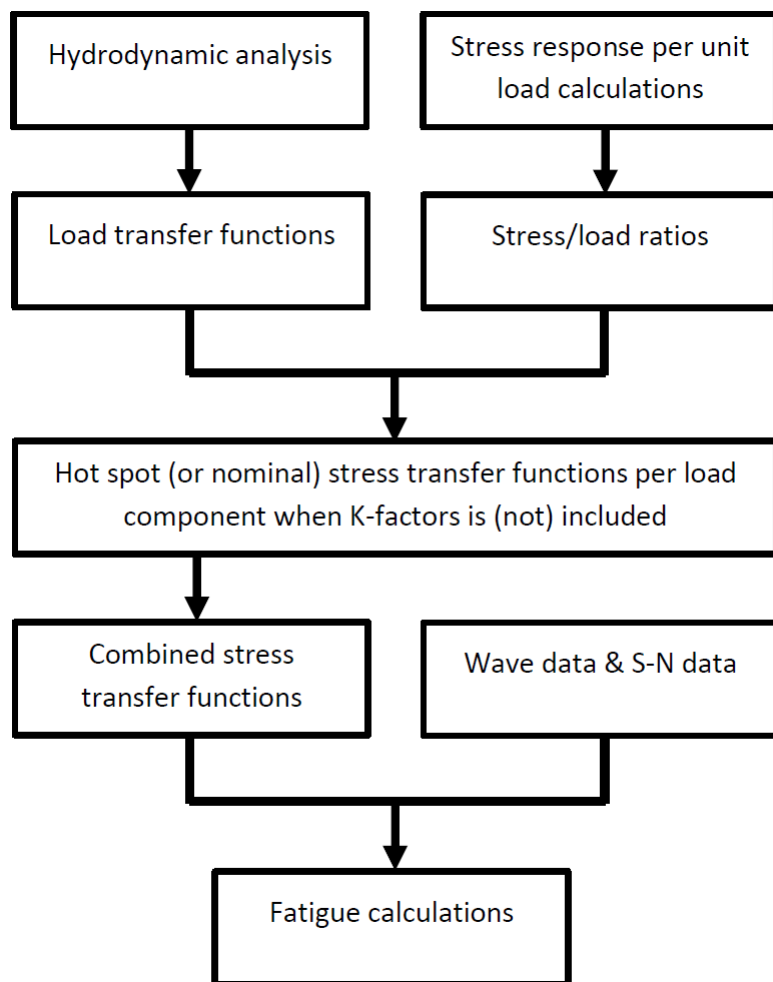 Hydrodynamic analysis
Stress response per unit
load calculations
Load transfer functions
Stress/load ratios
Hot spot (or nominal) stress transfer functions per load
component when K-factors is (not) included
Combined stress
transfer functions
Wave data & S-N data
Fatigue calculations